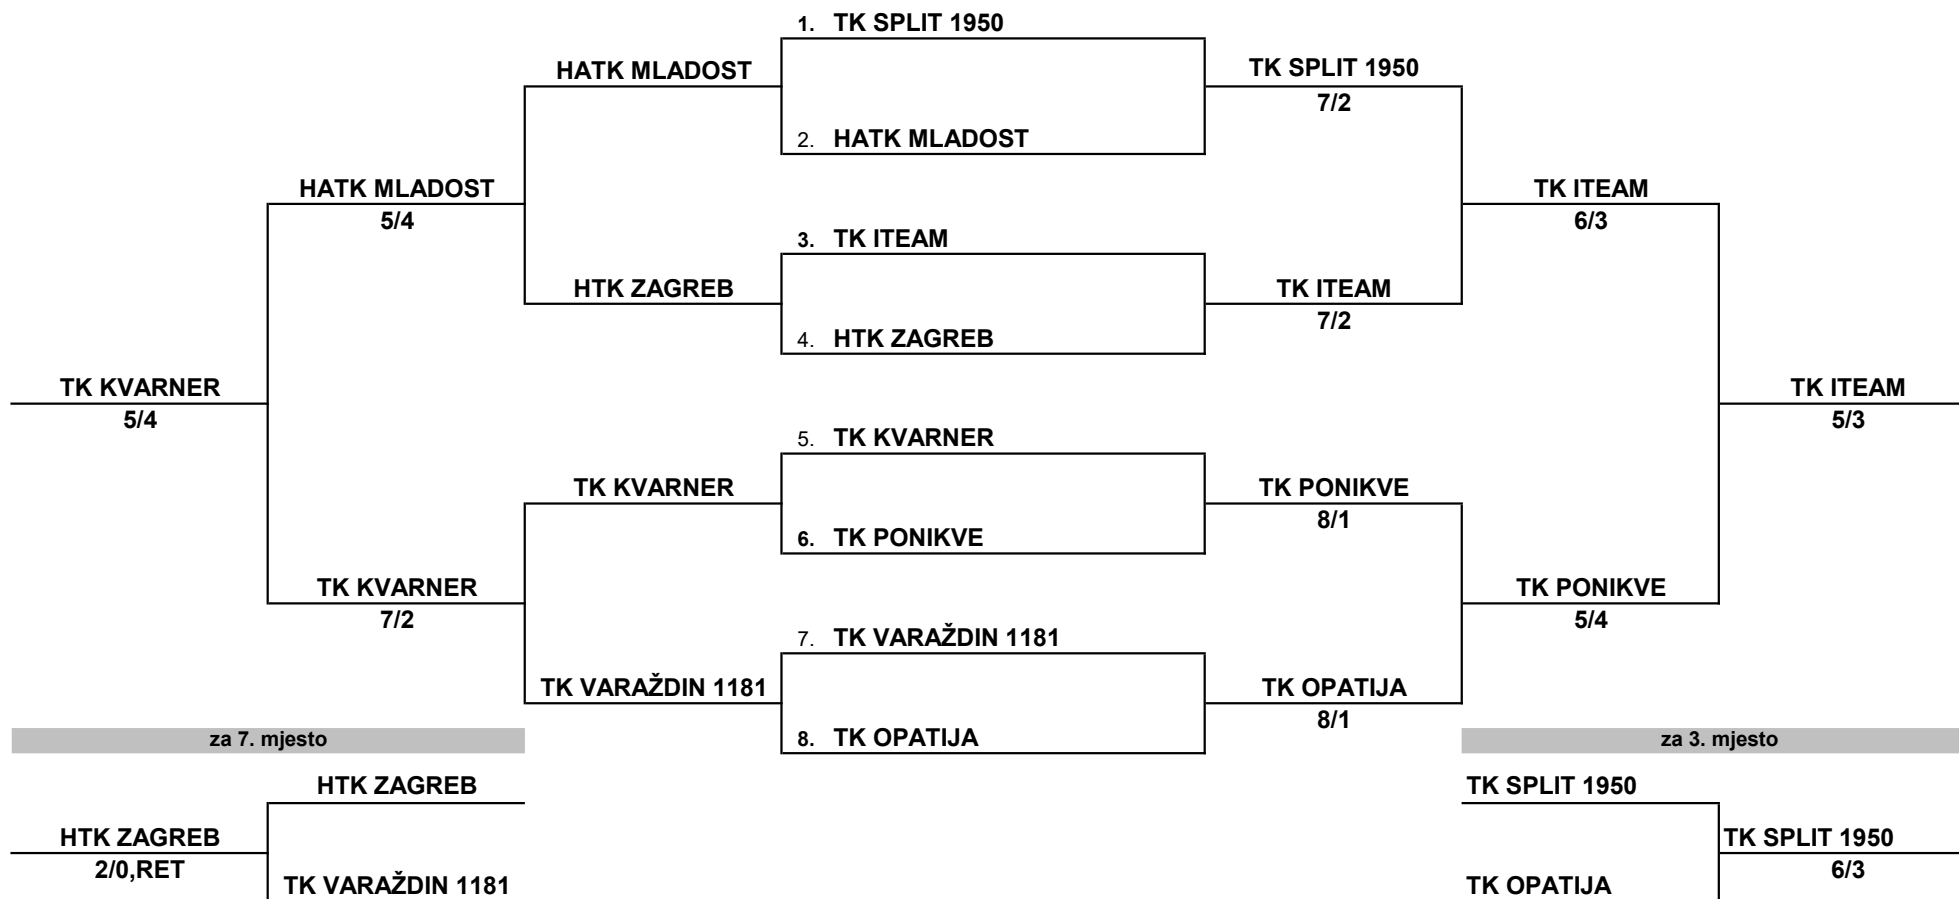 1. TK SPLIT 1950
HATK MLADOST
TK SPLIT 1950
7/2
2. HATK MLADOST
HATK MLADOST
5/4
TK ITEAM
6/3
3. TK ITEAM
HTK ZAGREB
TK ITEAM
7/2
4. HTK ZAGREB
TK KVARNER
5/4
TK ITEAM
5/3
5. TK KVARNER
TK KVARNER
TK PONIKVE
8/1
6. TK PONIKVE
TK KVARNER
7/2
TK PONIKVE
5/4
7. TK VARAŽDIN 1181
TK VARAŽDIN 1181
TK OPATIJA
8/1
8. TK OPATIJA
za 7. mjesto
za 3. mjesto
HTK ZAGREB
TK SPLIT 1950
HTK ZAGREB
2/0,RET
TK SPLIT 1950
6/3
TK VARAŽDIN 1181
TK OPATIJA